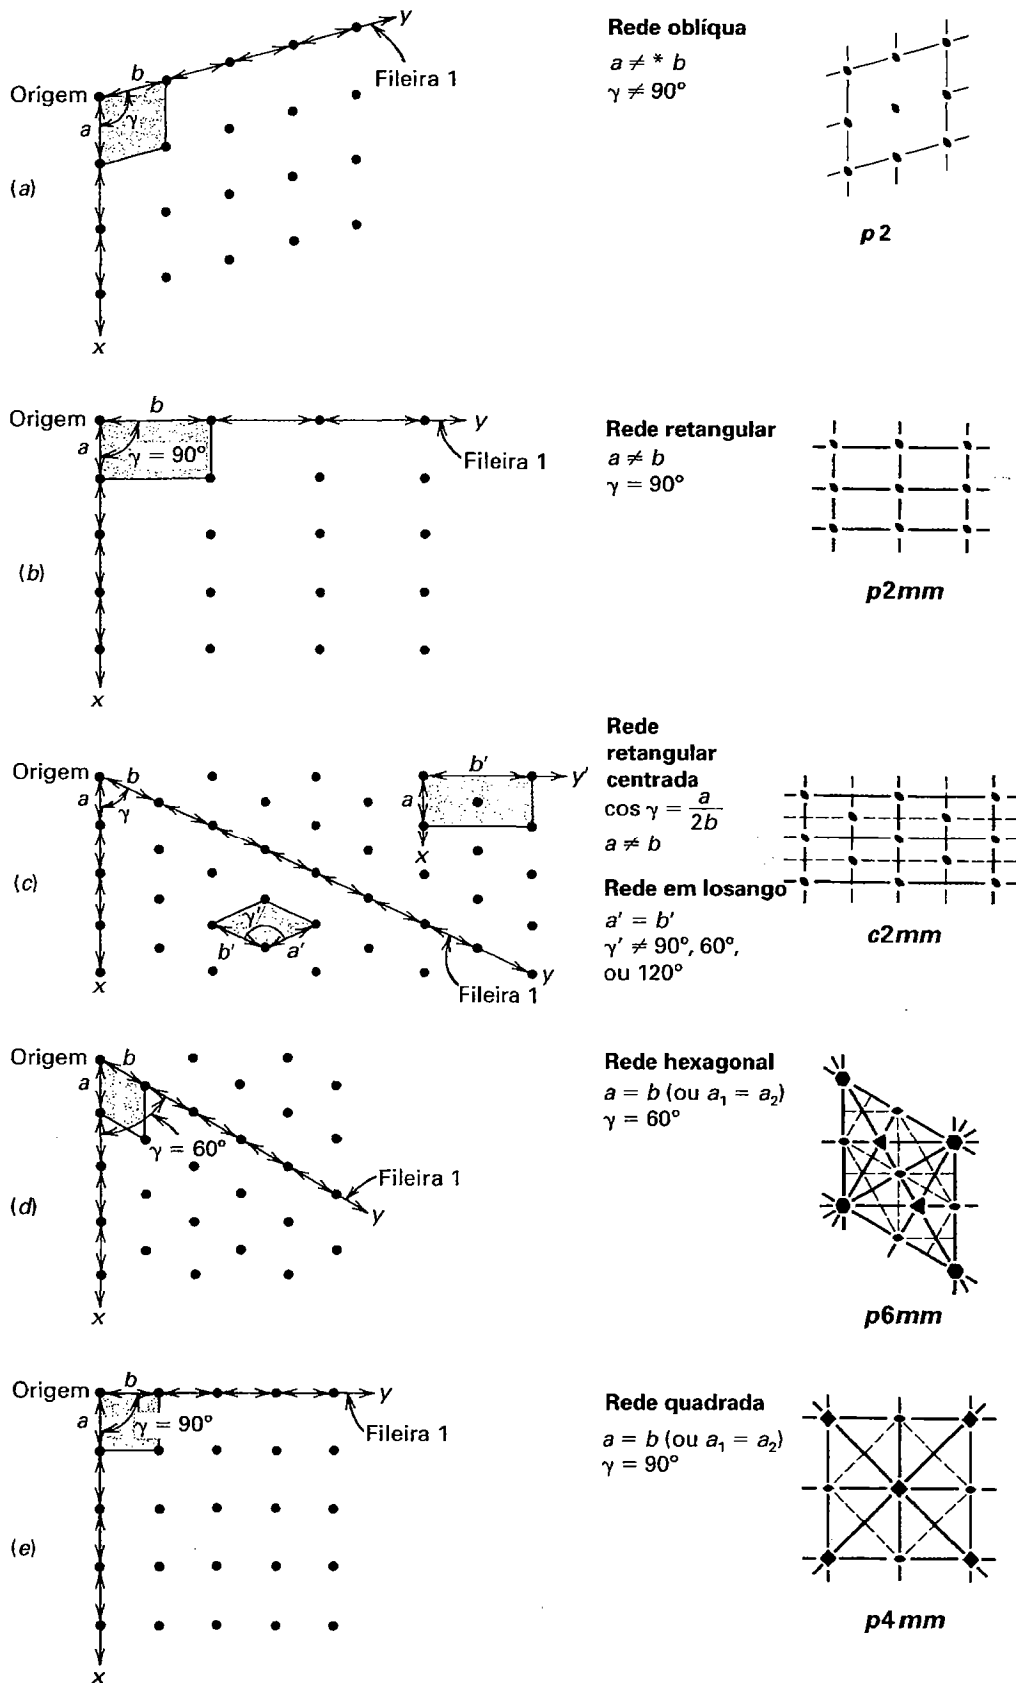 y
b
Fileira 1
Origem
a
γ
(a)
x
Rede oblíqua
a ≠ * b
γ ≠ 90°
p2
Origem
b
y
a
γ = 90°
Fileira 1
(b)
x
Rede retangular
a ≠ b
γ = 90°
p2mm
Origem
b
a
γ
b'
y'
a
x
(c)
γ'
b'
a'
x
y
Fileira 1
Rede
retangular
centrada
cos γ = a/2b
a ≠ b
Rede em losango
a' = b'
γ' ≠ 90°, 60°,
ou 120°
c2mm
Origem
b
a
γ = 60°
Fileira 1
(d)
y
x
Rede hexagonal
a = b (ou a₁ = a₂)
γ = 60°
p6mm
Origem
b
y
a
γ = 90°
Fileira 1
(e)
x
Rede quadrada
a = b (ou a₁ = a₂)
γ = 90°
p4mm